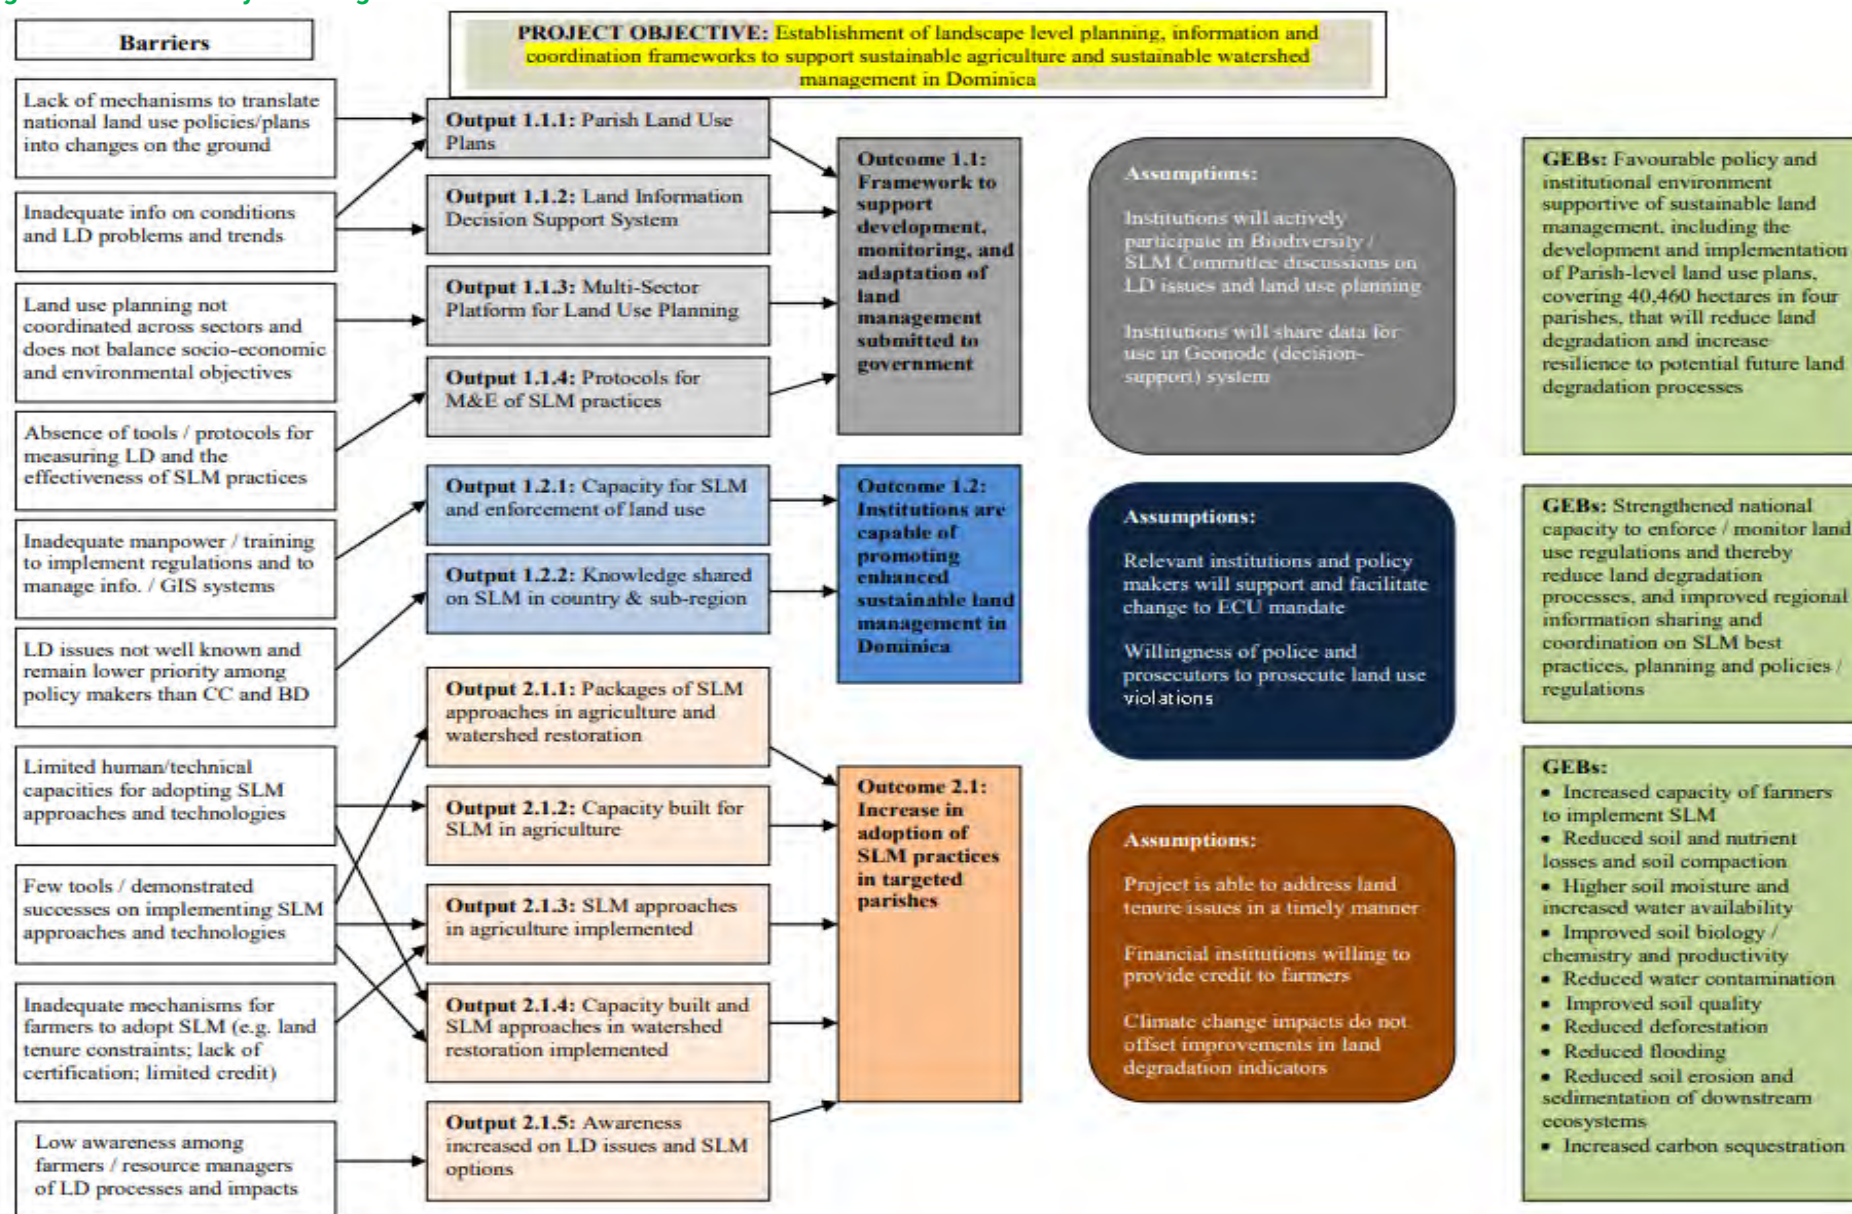 Barriers
PROJECT OBJECTIVE: Establishment of landscape level planning, information and
coordination frameworks to support sustainable agriculture and sustainable watershed
management in Dominica
Lack of mechanisms to translate
national land use policies/plans
into changes on the ground
Inadequate info on conditions
and LD problems and trends
Land use planning not
coordinated across sectors and
does not balance socio-economic
and environmental objectives
Absence of tools / protocols for
measuring LD and the
effectiveness of SLM practices
Inadequate manpower / training
to implement regulations and to
manage info. / GIS systems
LD issues not well known and
remain lower priority among
policy makers than CC and BD
Limited human/technical
capacities for adopting SLM
approaches and technologies
Few tools / demonstrated
successes on implementing SLM
approaches and technologies
Inadequate mechanisms for
farmers to adopt SLM (e.g. land
tenure constraints; lack of
certification; limited credit)
Low awareness among
farmers / resource managers
of LD processes and impacts
Output 1.1.1: Parish Land Use
Plans
Output 1.1.2: Land Information
Decision Support System
Output 1.1.3: Multi-Sector
Platform for Land Use Planning
Output 1.1.4: Protocols for
M&E of SLM practices
Output 1.2.1: Capacity for SLM
and enforcement of land use
Output 1.2.2: Knowledge shared
on SLM in country & sub-region
Output 2.1.1: Packages of SLM
approaches in agriculture and
watershed restoration
Output 2.1.2: Capacity built for
SLM in agriculture
Output 2.1.3: SLM approaches
in agriculture implemented
Output 2.1.4: Capacity built and
SLM approaches in watershed
restoration implemented
Output 2.1.5: Awareness
increased on LD issues and SLM
options
Outcome 1.1:
Framework to
support
development,
monitoring, and
adaptation of
land
management
submitted to
government
Outcome 1.2:
Institutions are
capable of
promoting
enhanced
sustainable land
management in
Dominica
Outcome 2.1:
Increase in
adoption of
SLM practices
in targeted
parishes
Assumptions:
Institutions will actively
participate in Biodiversity /
SLM Committee discussions on
LD issues and land use planning
Institutions will share data for
use in Geonode (decision-
support) system
Assumptions:
Relevant institutions and policy
makers will support and facilitate
change to ECU mandate
Willingness of police and
prosecutors to prosecute land use
violations
Assumptions:
Project is able to address land
tenure issues in a timely manner
Financial institutions willing to
provide credit to farmers
Climate change impacts do not
offset improvements in land
degradation indicators
GEBs: Favourable policy and
institutional environment
supportive of sustainable land
management, including the
development and implementation
of Parish-level land use plans,
covering 40,460 hectares in four
parishes, that will reduce land
degradation and increase
resilience to potential future land
degradation processes
GEBs: Strengthened national
capacity to enforce / monitor land
use regulations and thereby
reduce land degradation
processes, and improved regional
information sharing and
coordination on SLM best
practices, planning and policies /
regulations
GEBs:
• Increased capacity of farmers
to implement SLM
• Reduced soil and nutrient
losses and soil compaction
• Higher soil moisture and
increased water availability
• Improved soil biology /
chemistry and productivity
• Reduced water contamination
• Improved soil quality
• Reduced deforestation
• Reduced flooding
• Reduced soil erosion and
sedimentation of downstream
ecosystems
• Increased carbon sequestration